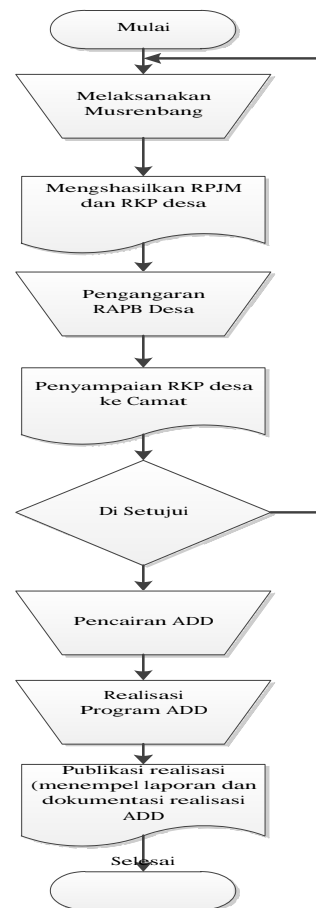 Mulai
Melaksanakan
Musrenbang
Mengshasilkan RPJM
dan RKP desa
Pengangaran
RAPB Desa
Penyampaian RKP desa
ke Camat
Di Setujui
Pencairan ADD
Realisasi
Program ADD
Publikasi realisasi
(menempel laporan dan
dokumentasi realisasi
ADD
Selesai